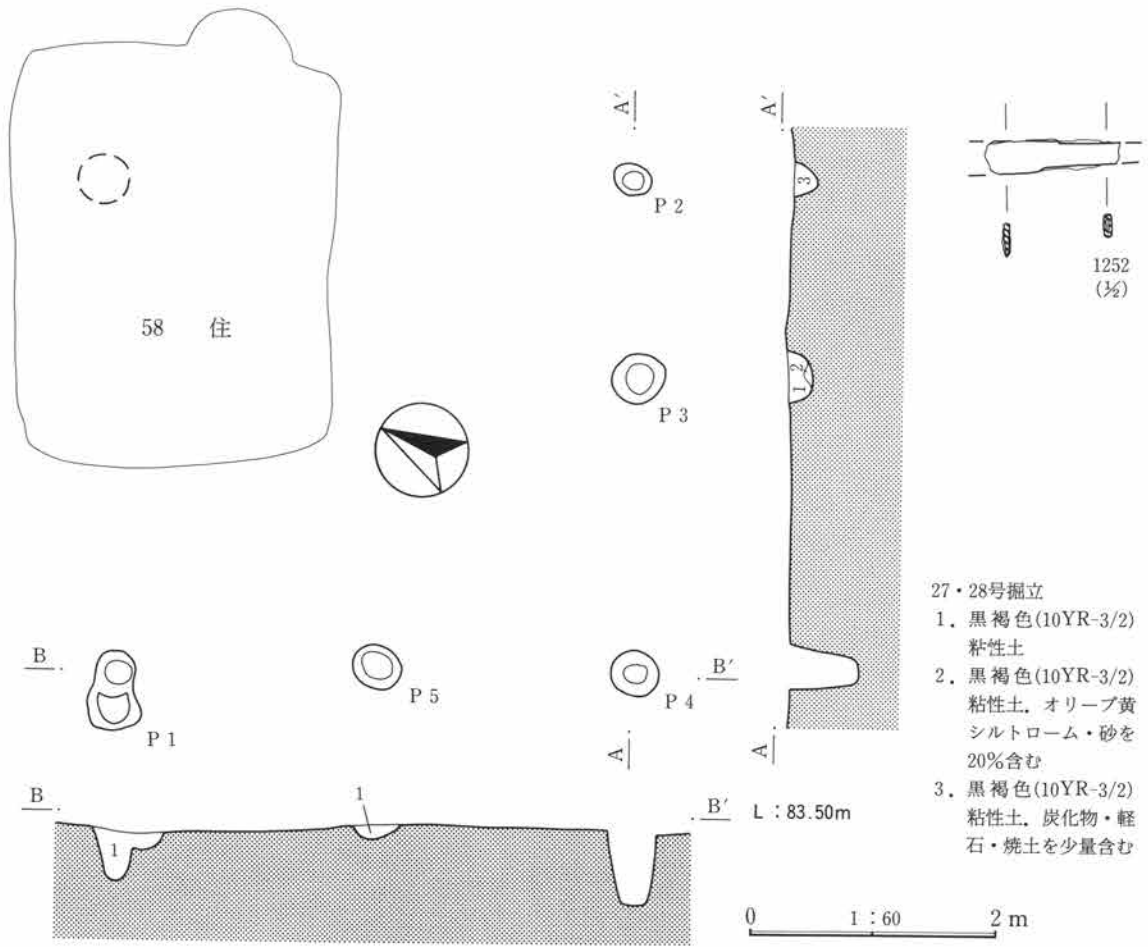 A′
A′
P 2
3
1252
(½)
58 住
P 3
1 2
27・28号掘立
1．黒褐色(10YR-3/2)
粘性土
2．黒褐色(10YR-3/2)
粘性土．オリーブ黄
シルトローム・砂を
20％含む
3．黒褐色(10YR-3/2)
粘性土．炭化物・軽
石・焼土を少量含む
B
P 1
P 5
P 4
B′
A
A
B
1
1
B′
L：83.50m
0 1：60 2 m